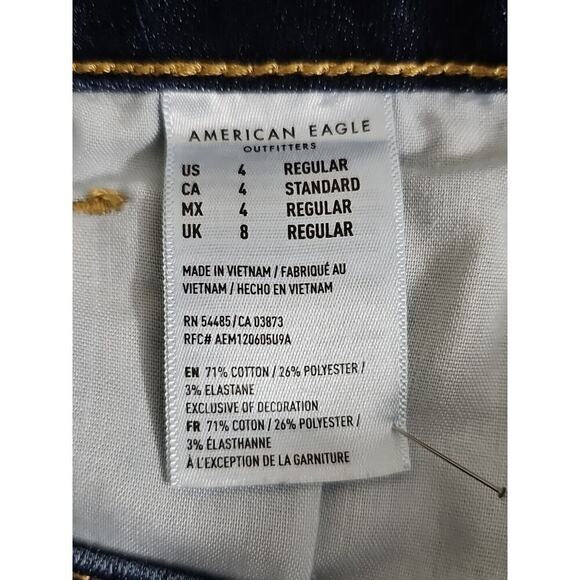 AMERICAN EAGLE
OUTFITTERS
US 4 REGULAR
CA 4 STANDARD
MX 4 REGULAR
UK 8 REGULAR
MADE IN VIETNAM / FABRIQUÉ AU
VIETNAM / HECHO EN VIETNAM
RN 54485/CA 03873
RFC# AEM120605U9A
EN 71% COTTON / 26% POLYESTER /
3% ELASTANE
EXCLUSIVE OF DECORATION
FR 71% COTON / 26% POLYESTER /
3% ÉLASTHANNE
À L'EXCEPTION DE LA GARNITURE